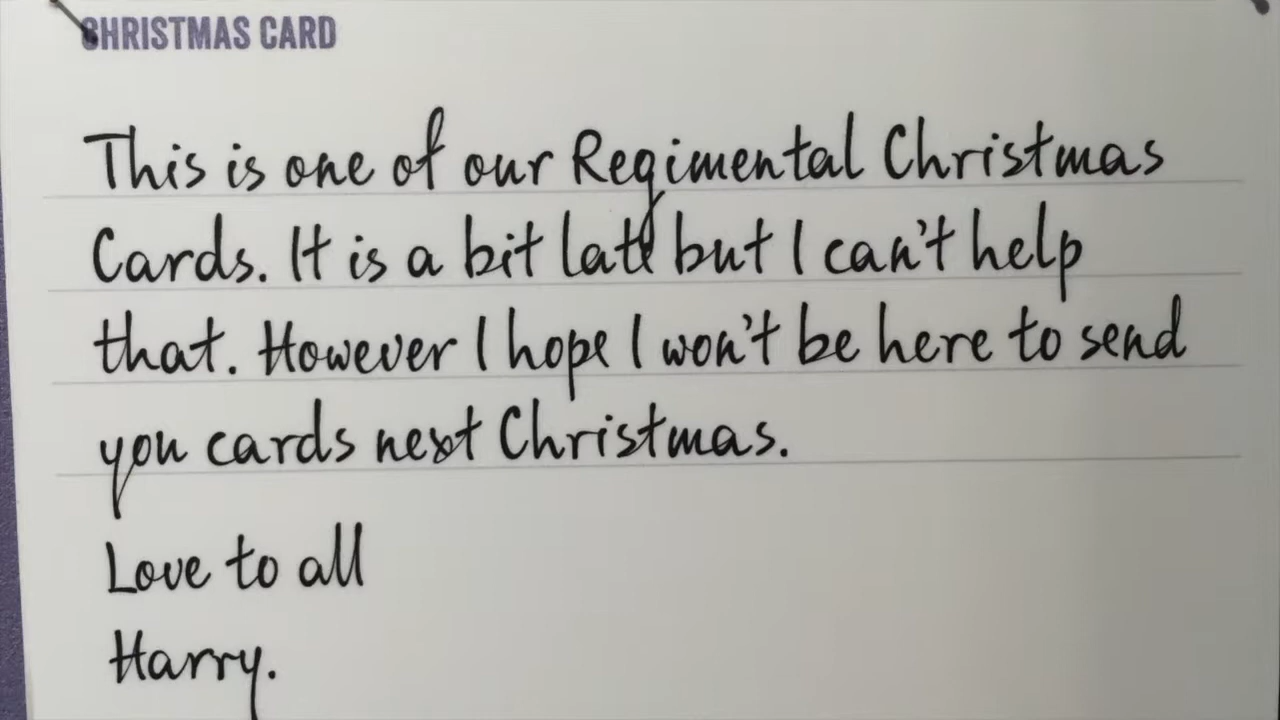 CHRISTMAS CARD
This is one of our Regimental Christmas
Cards. It is a bit late but I can't help
that. However I hope I won't be here to send
you cards next Christmas.
Love to all
Harry.